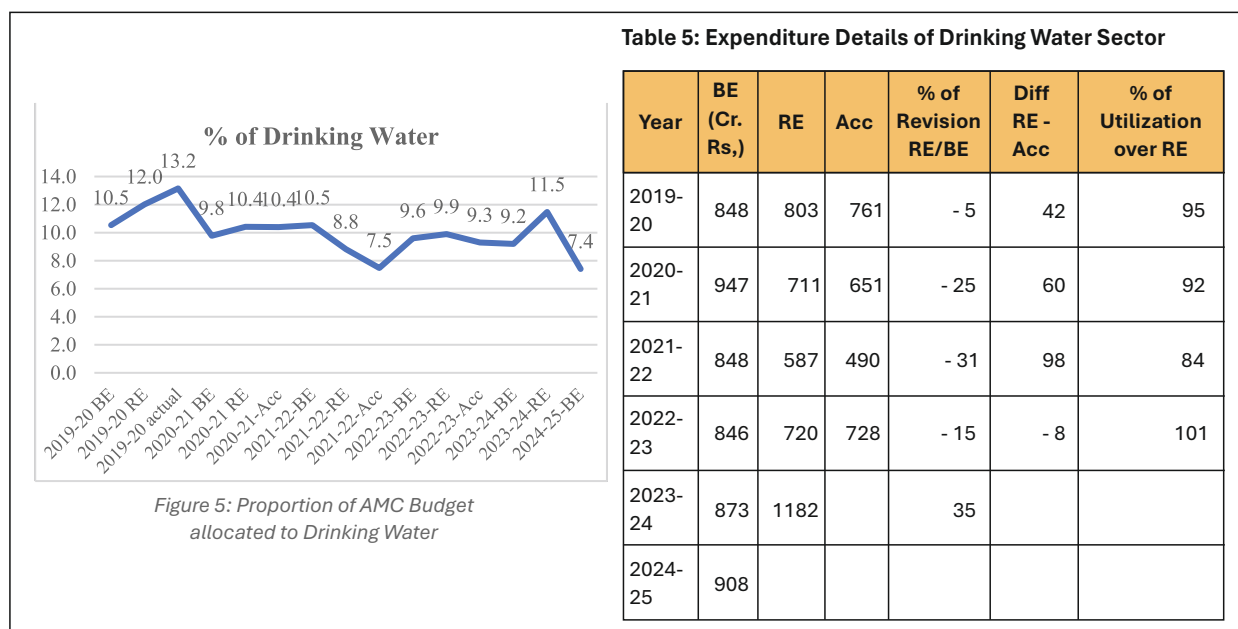 % of Drinking Water
14.0
12.0
10.0
8.0
6.0
4.0
2.0
0.0
10.5
12.0
13.2
9.8
10.4
10.4
10.5
8.8
7.5
9.6
9.9
9.3
9.2
11.5
7.4
2019-20 BE
2019-20 RE
2019-20 actual
2020-21 BE
2020-21 RE
2020-21-Acc
2021-22-BE
2021-22-RE
2021-22-Acc
2022-23-BE
2022-23-RE
2022-23-Acc
2023-24-BE
2023-24-RE
2024-25-BE
Figure 5: Proportion of AMC Budget
allocated to Drinking Water
Table 5: Expenditure Details of Drinking Water Sector
Year BE (Cr. Rs,) RE Acc % of Revision RE/BE Diff RE - Acc % of Utilization over RE
2019-20 848 803 761 - 5 42 95
2020-21 947 711 651 - 25 60 92
2021-22 848 587 490 - 31 98 84
2022-23 846 720 728 - 15 - 8 101
2023-24 873 1182 35
2024-25 908